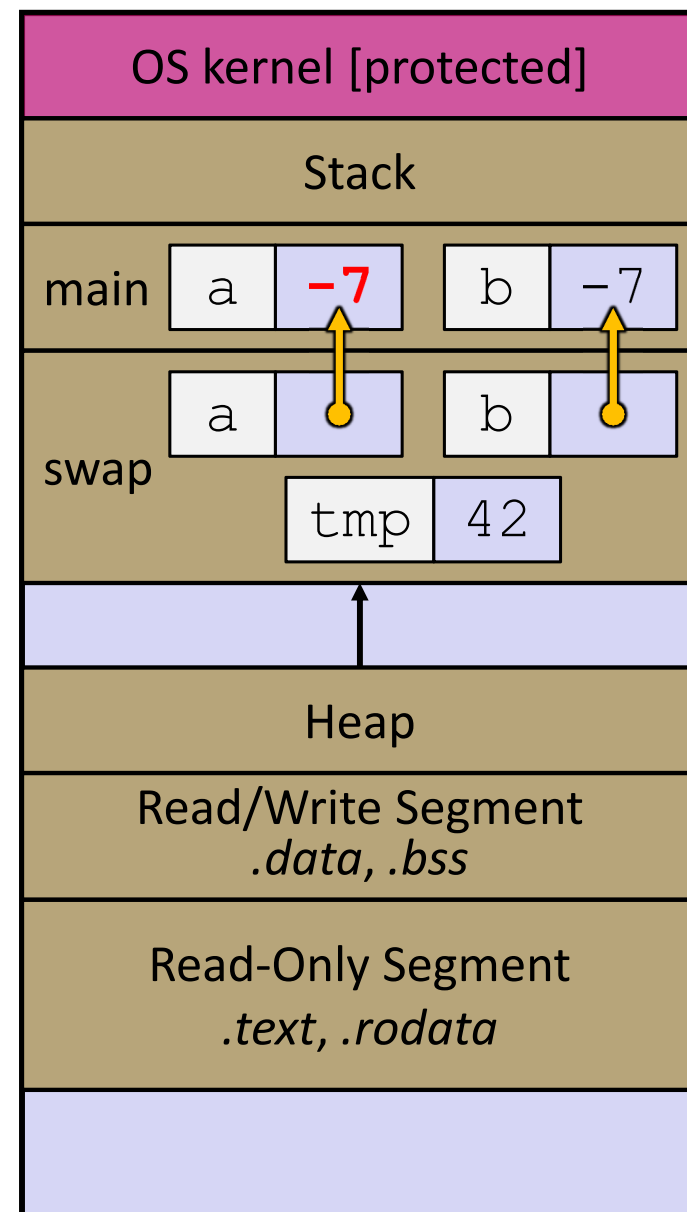 OS kernel [protected]
Stack
main a -7 b -7
a b
swap
tmp 42
Heap
Read/Write Segment
.data, .bss
Read-Only Segment
.text, .rodata